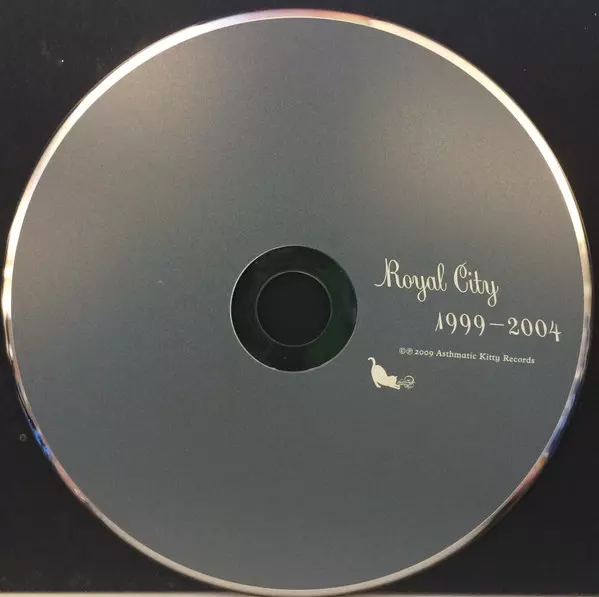 Royal City
1999–2004
©℗ 2009 Asthmatic Kitty Records